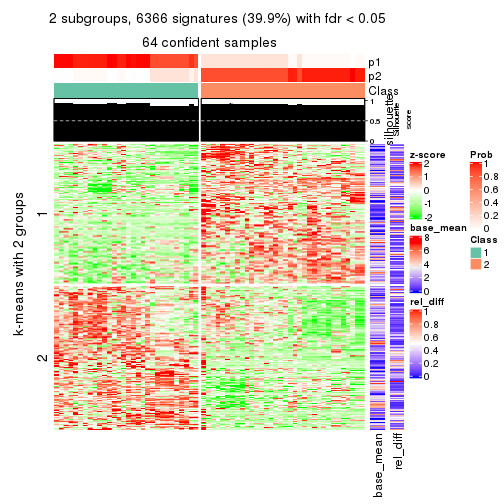 2 subgroups, 6366 signatures (39.9%) with fdr < 0.05
64 confident samples
p1
p2
Class
silhouette
Silhouette
score
1
0.5
0
k-means with 2 groups
1
2
base_mean
rel_diff
z-score
2
1
0
-1
-2
base_mean
8
6
4
2
0
rel_diff
1
0.8
0.6
0.4
0.2
0
Prob
1
0.8
0.6
0.4
0.2
0
Class
1
2